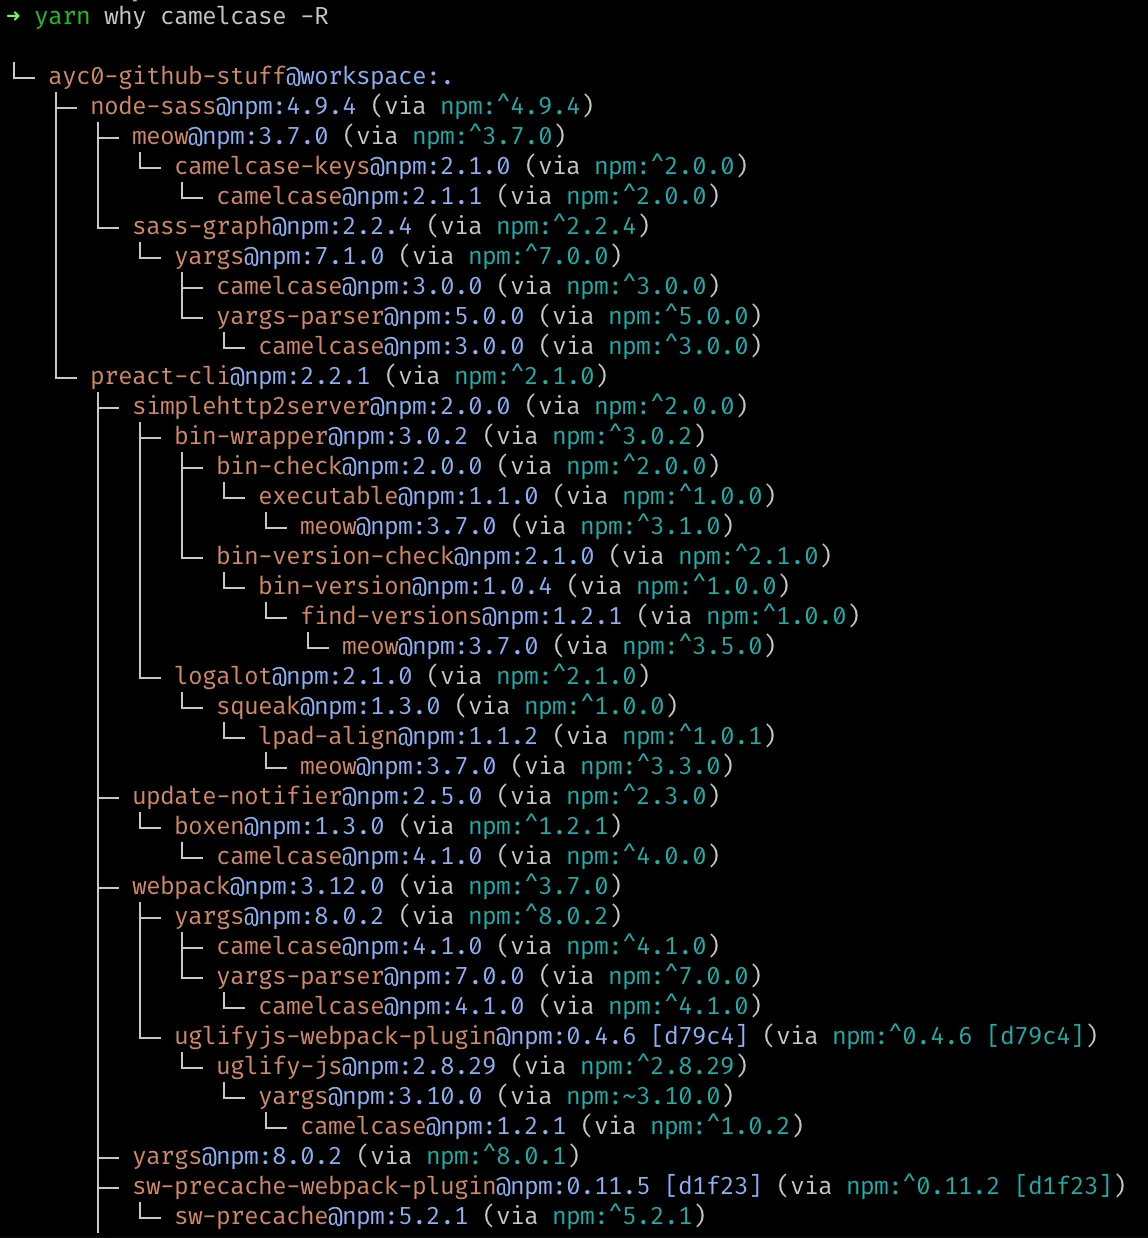 → yarn why camelcase -R
└─ ayc0-github-stuff@workspace:.
├─ node-sass@npm:4.9.4 (via npm:^4.9.4)
│ ├─ meow@npm:3.7.0 (via npm:^3.7.0)
│ │ └─ camelcase-keys@npm:2.1.0 (via npm:^2.0.0)
│ │ └─ camelcase@npm:2.1.1 (via npm:^2.0.0)
│ └─ sass-graph@npm:2.2.4 (via npm:^2.2.4)
│ └─ yargs@npm:7.1.0 (via npm:^7.0.0)
│ ├─ camelcase@npm:3.0.0 (via npm:^3.0.0)
│ └─ yargs-parser@npm:5.0.0 (via npm:^5.0.0)
│ └─ camelcase@npm:3.0.0 (via npm:^3.0.0)
└─ preact-cli@npm:2.2.1 (via npm:^2.1.0)
├─ simplehttp2server@npm:2.0.0 (via npm:^2.0.0)
│ ├─ bin-wrapper@npm:3.0.2 (via npm:^3.0.2)
│ │ ├─ bin-check@npm:2.0.0 (via npm:^2.0.0)
│ │ │ └─ executable@npm:1.1.0 (via npm:^1.0.0)
│ │ │ └─ meow@npm:3.7.0 (via npm:^3.1.0)
│ │ └─ bin-version-check@npm:2.1.0 (via npm:^2.1.0)
│ │ └─ bin-version@npm:1.0.4 (via npm:^1.0.0)
│ │ └─ find-versions@npm:1.2.1 (via npm:^1.0.0)
│ │ └─ meow@npm:3.7.0 (via npm:^3.5.0)
│ └─ logalot@npm:2.1.0 (via npm:^2.1.0)
│ └─ squeak@npm:1.3.0 (via npm:^1.0.0)
│ └─ lpad-align@npm:1.1.2 (via npm:^1.0.1)
│ └─ meow@npm:3.7.0 (via npm:^3.3.0)
├─ update-notifier@npm:2.5.0 (via npm:^2.3.0)
│ └─ boxen@npm:1.3.0 (via npm:^1.2.1)
│ └─ camelcase@npm:4.1.0 (via npm:^4.0.0)
├─ webpack@npm:3.12.0 (via npm:^3.7.0)
│ ├─ yargs@npm:8.0.2 (via npm:^8.0.2)
│ │ ├─ camelcase@npm:4.1.0 (via npm:^4.1.0)
│ │ └─ yargs-parser@npm:7.0.0 (via npm:^7.0.0)
│ │ └─ camelcase@npm:4.1.0 (via npm:^4.1.0)
│ └─ uglifyjs-webpack-plugin@npm:0.4.6 [d79c4] (via npm:^0.4.6 [d79c4])
│ └─ uglify-js@npm:2.8.29 (via npm:^2.8.29)
│ └─ yargs@npm:3.10.0 (via npm:~3.10.0)
│ └─ camelcase@npm:1.2.1 (via npm:^1.0.2)
├─ yargs@npm:8.0.2 (via npm:^8.0.1)
├─ sw-precache-webpack-plugin@npm:0.11.5 [d1f23] (via npm:^0.11.2 [d1f23])
│ └─ sw-precache@npm:5.2.1 (via npm:^5.2.1)